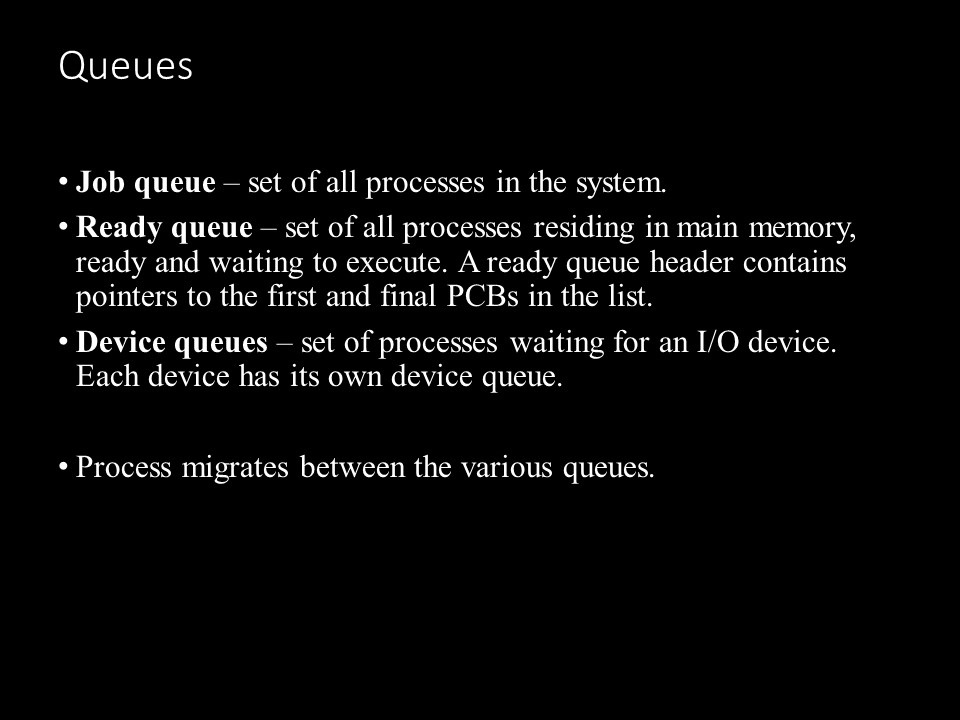 Queues
• Job queue – set of all processes in the system.
• Ready queue – set of all processes residing in main memory,
ready and waiting to execute. A ready queue header contains
pointers to the first and final PCBs in the list.
• Device queues – set of processes waiting for an I/O device.
Each device has its own device queue.
• Process migrates between the various queues.